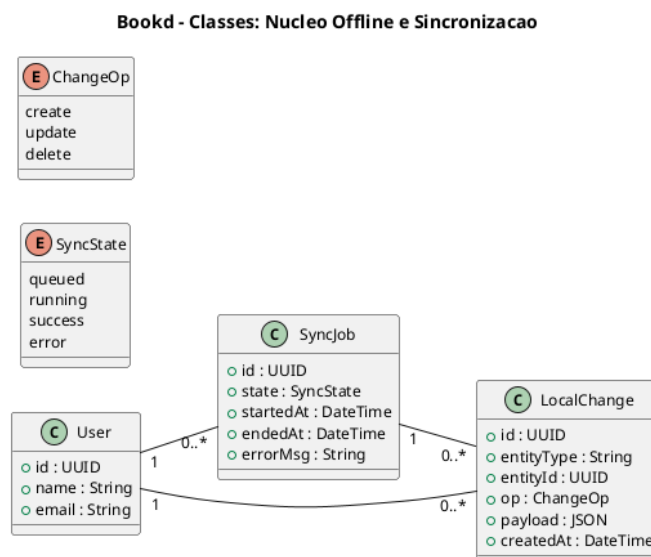 Bookd - Classes: Nucleo Offline e Sincronizacao
E ChangeOp
create
update
delete
E SyncState
queued
running
success
error
C SyncJob
id : UUID
state : SyncState
startedAt : DateTime
endedAt : DateTime
errorMsg : String
C User
id : UUID
name : String
email : String
C LocalChange
id : UUID
entityType : String
entityId : UUID
op : ChangeOp
payload : JSON
createdAt : DateTime
1
0..*
1
0..*
1
0..*